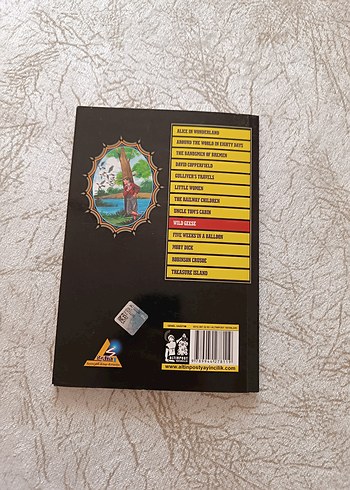 ALICE IN WONDERLAND
AROUND THE WORLD IN EIGHTY DAYS
THE BANDSMEN OF BREMEN
DAVID COPPERFIELD
GULLIVER'S TRAVELS
LITTLE WOMEN
THE RAILWAY CHILDREN
UNCLE TOM'S CABIN
WILD GEESE
FIVE WEEKS IN A BALLOON
MOBY DICK
ROBINSON CRUSOE
TREASURE ISLAND
ALTINPOST
www.altinpostyayincilik.com